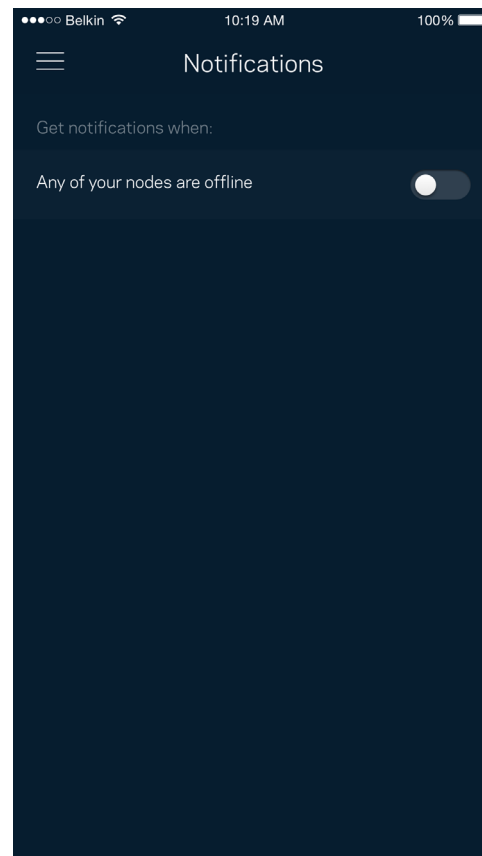 Belkin 10:19 AM 100%
Notifications
Get notifications when:
Any of your nodes are offline